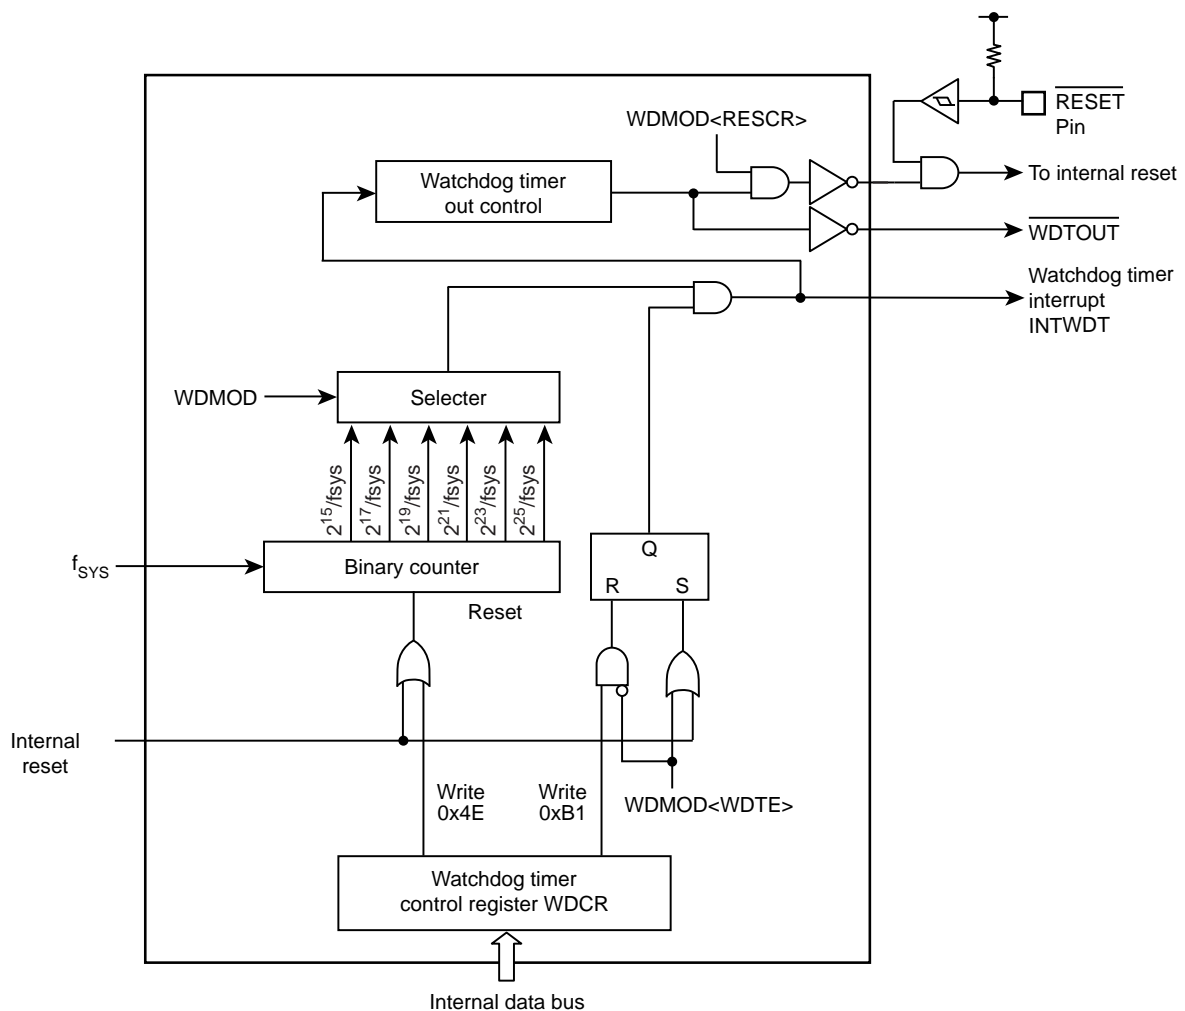 RESET
Pin
WDMOD<RESCR>
Watchdog timer
out control
To internal reset
WDTOUT
Watchdog timer
interrupt
INTWDT
WDMOD
Selecter
2^15/fsys
2^17/fsys
2^19/fsys
2^21/fsys
2^23/fsys
2^25/fsys
fSYS
Binary counter
Reset
Q
R S
Internal
reset
Write
0x4E
Write
0xB1
WDMOD<WDTE>
Watchdog timer
control register WDCR
Internal data bus